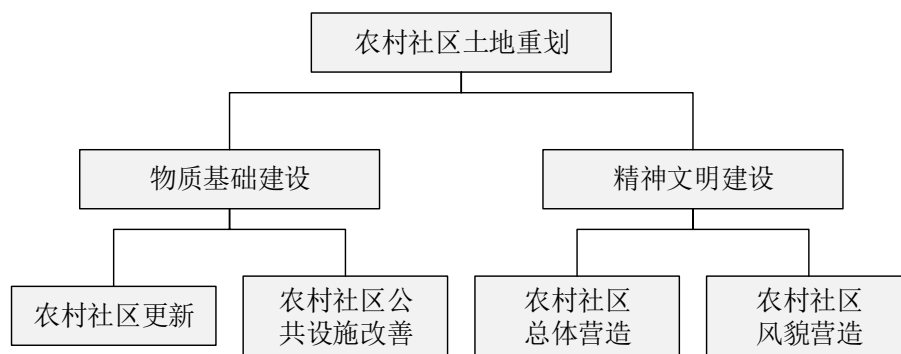 农村社区土地重划
物质基础建设
精神文明建设
农村社区更新
农村社区公
共设施改善
农村社区
总体营造
农村社区
风貌营造